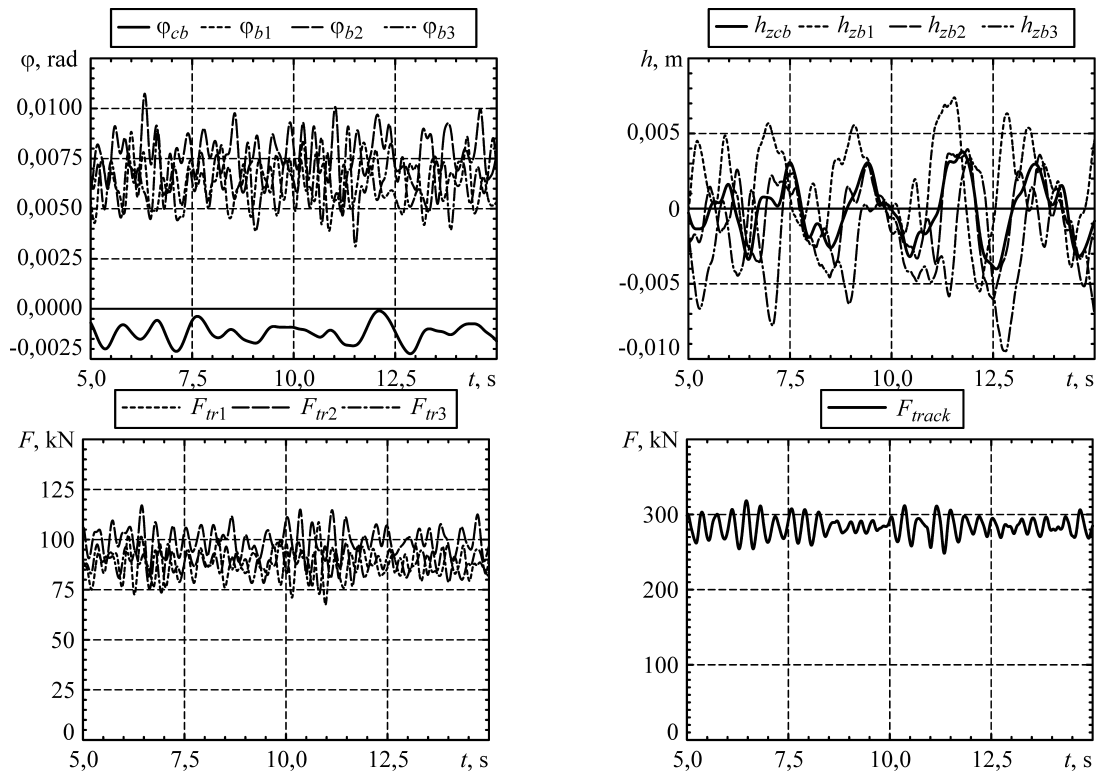 φcb φb1 φb2 φb3
φ, rad
0,0100
0,0075
0,0050
0,0025
0,0000
-0,0025
5,0 7,5 10,0 12,5 t, s
hzcb hzb1 hzb2 hzb3
h, m
0,005
0
-0,005
-0,010
5,0 7,5 10,0 12,5 t, s
Ftr1 Ftr2 Ftr3
F, kN
125
100
75
50
25
0
5,0 7,5 10,0 12,5 t, s
Ftrack
F, kN
300
200
100
0
5,0 7,5 10,0 12,5 t, s